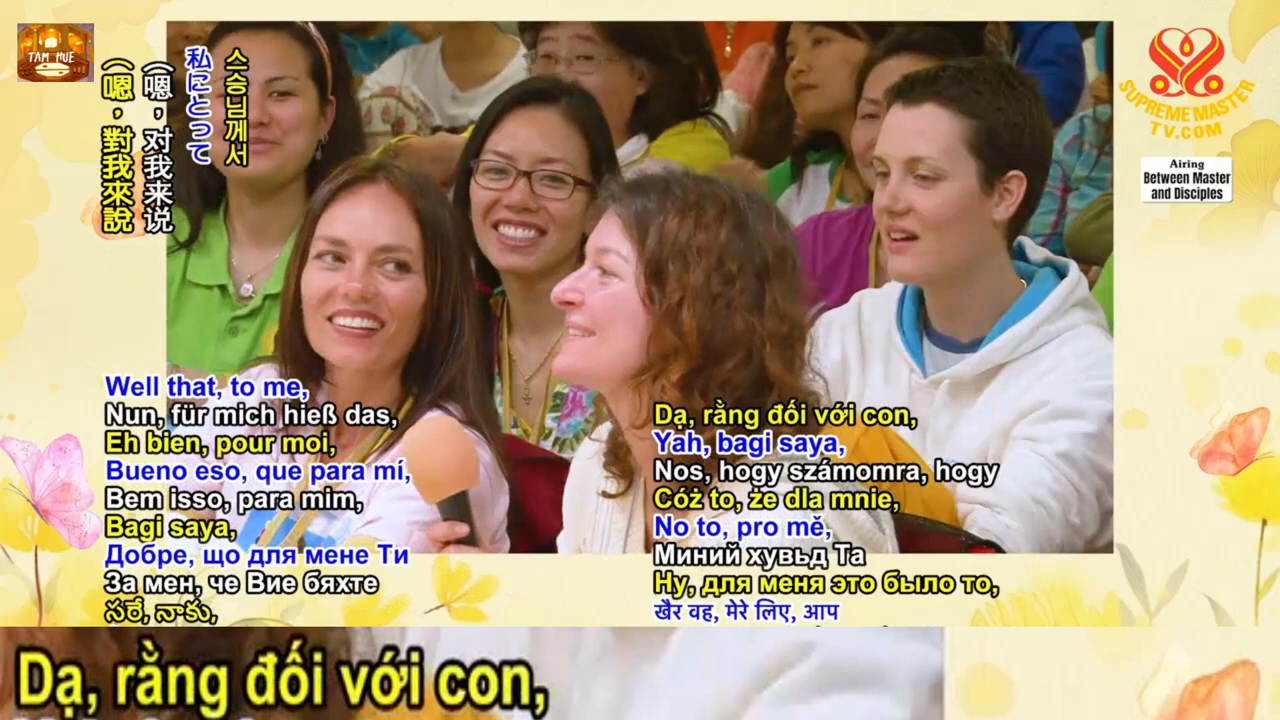 TAM HUE
스승님께서
私にとって
（嗯，对我来说
（嗯，對我來說
SUPREME MASTER
TV.COM
Airing
Between Master
and Disciples
Well that, to me,
Nun, für mich hieß das,
Eh bien, pour moi,
Bueno eso, que para mí,
Bem isso, para mim,
Bagi saya,
Добре, що для мене Ти
За мен, че Вие бяхте
సరే, నాకు,
Dạ, rằng đối với con,
Yah, bagi saya,
Nos, hogy számomra, hogy
Cóż to, że dla mnie,
No to, pro mě,
Миний хувьд Та
Ну, для меня это было то,
खैर वह, मेरे लिए, आप
Dạ, rằng đối với con,